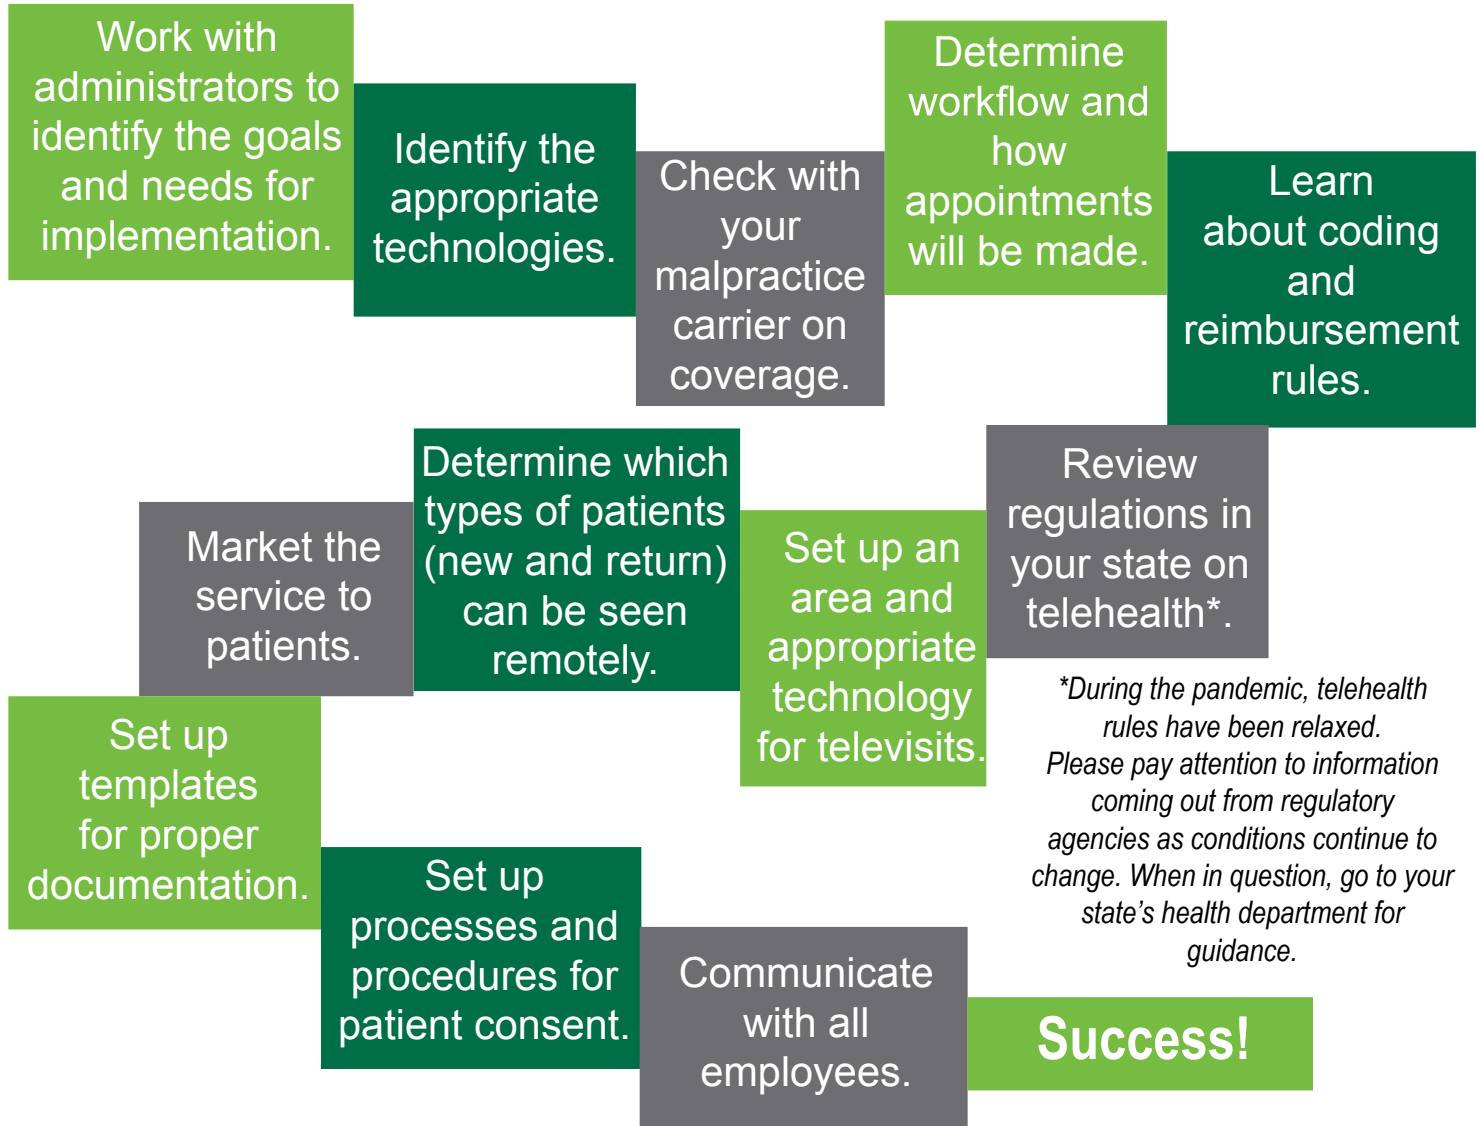 Work with
administrators to
identify the goals
and needs for
implementation.
Identify the
appropriate
technologies.
Check with
your
malpractice
carrier on
coverage.
Determine
workflow and
how
appointments
will be made.
Learn
about coding
and
reimbursement
rules.
Review
regulations in
your state on
telehealth*.
Set up an
area and
appropriate
technology
for televisits.
Determine which
types of patients
(new and return)
can be seen
remotely.
Market the
service to
patients.
Set up
templates
for proper
documentation.
Set up
processes and
procedures for
patient consent.
Communicate
with all
employees.
Success!
*During the pandemic, telehealth
rules have been relaxed.
Please pay attention to information
coming out from regulatory
agencies as conditions continue to
change. When in question, go to your
state’s health department for
guidance.